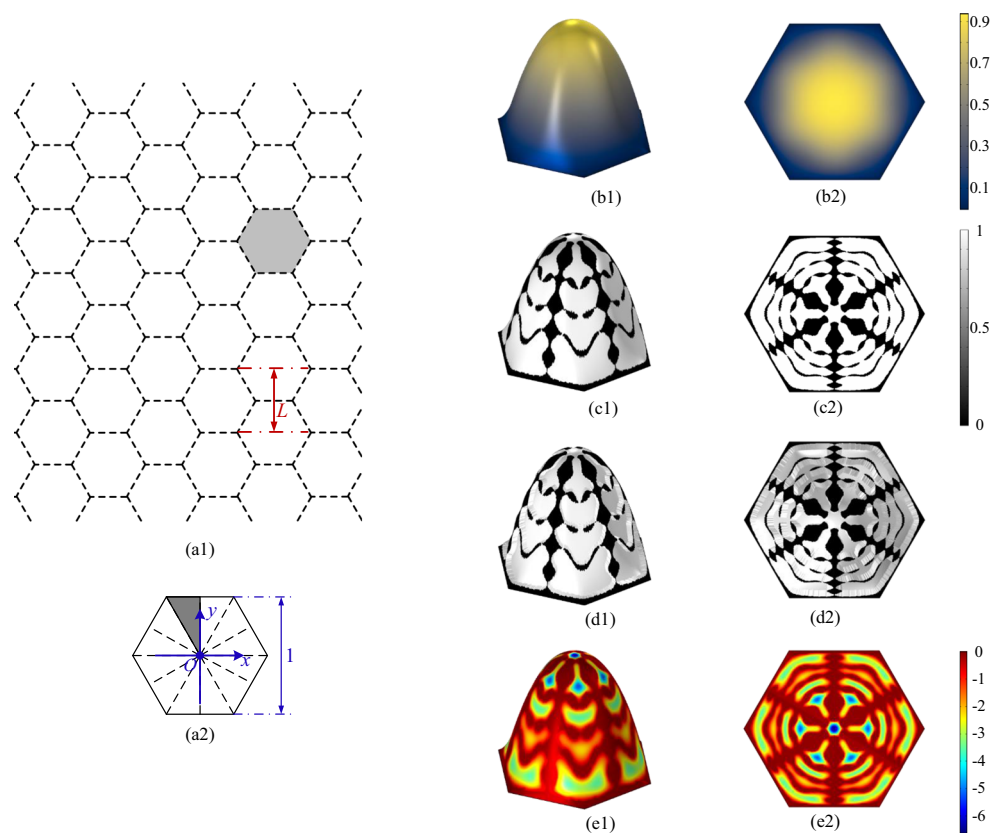 L
(a1)
y
O
x
1
(a2)
(b1)
(b2)
0.9
0.7
0.5
0.3
0.1
(c1)
(c2)
1
0.5
0
(d1)
(d2)
(e1)
(e2)
0
-1
-2
-3
-4
-5
-6